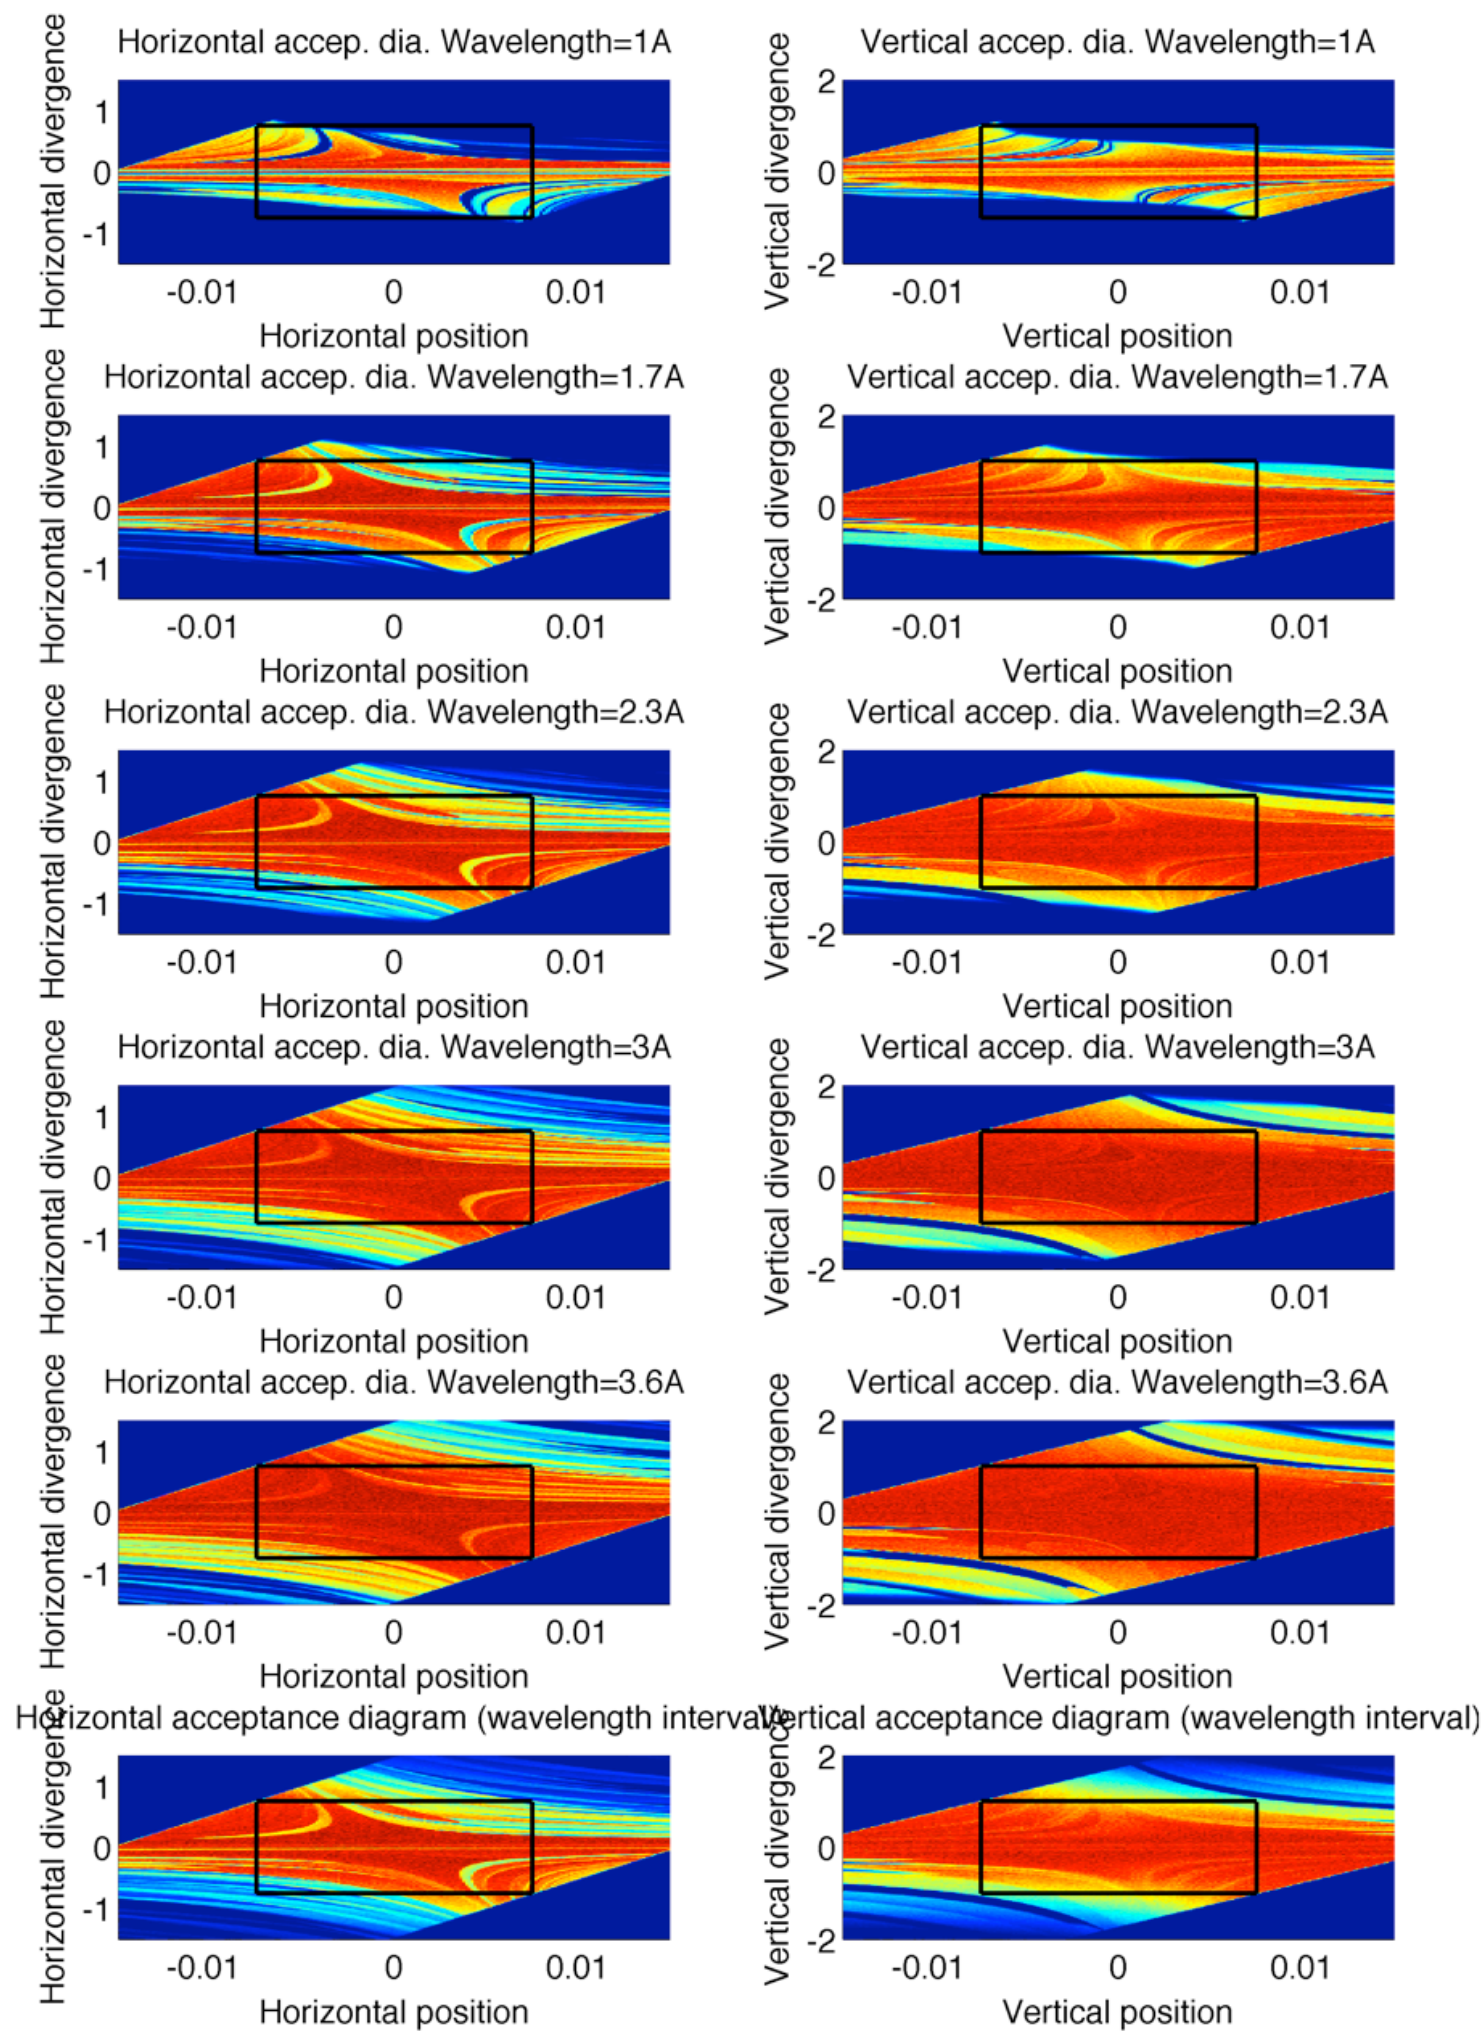 Horizontal accep. dia. Wavelength=1A
Vertical accep. dia. Wavelength=1A
Horizontal divergence
1
0
-1
-0.01 0 0.01
Horizontal position
Vertical divergence
2
0
-2
-0.01 0 0.01
Vertical position
Horizontal accep. dia. Wavelength=1.7A
Vertical accep. dia. Wavelength=1.7A
Horizontal divergence
1
0
-1
-0.01 0 0.01
Horizontal position
Vertical divergence
2
0
-2
-0.01 0 0.01
Vertical position
Horizontal accep. dia. Wavelength=2.3A
Vertical accep. dia. Wavelength=2.3A
Horizontal divergence
1
0
-1
-0.01 0 0.01
Horizontal position
Vertical divergence
2
0
-2
-0.01 0 0.01
Vertical position
Horizontal accep. dia. Wavelength=3A
Vertical accep. dia. Wavelength=3A
Horizontal divergence
1
0
-1
-0.01 0 0.01
Horizontal position
Vertical divergence
2
0
-2
-0.01 0 0.01
Vertical position
Horizontal accep. dia. Wavelength=3.6A
Vertical accep. dia. Wavelength=3.6A
Horizontal divergence
1
0
-1
-0.01 0 0.01
Horizontal position
Vertical divergence
2
0
-2
-0.01 0 0.01
Vertical position
Horizontal acceptance diagram (wavelength interval)
Vertical acceptance diagram (wavelength interval)
Horizontal divergence
1
0
-1
-0.01 0 0.01
Horizontal position
Vertical divergence
2
0
-2
-0.01 0 0.01
Vertical position